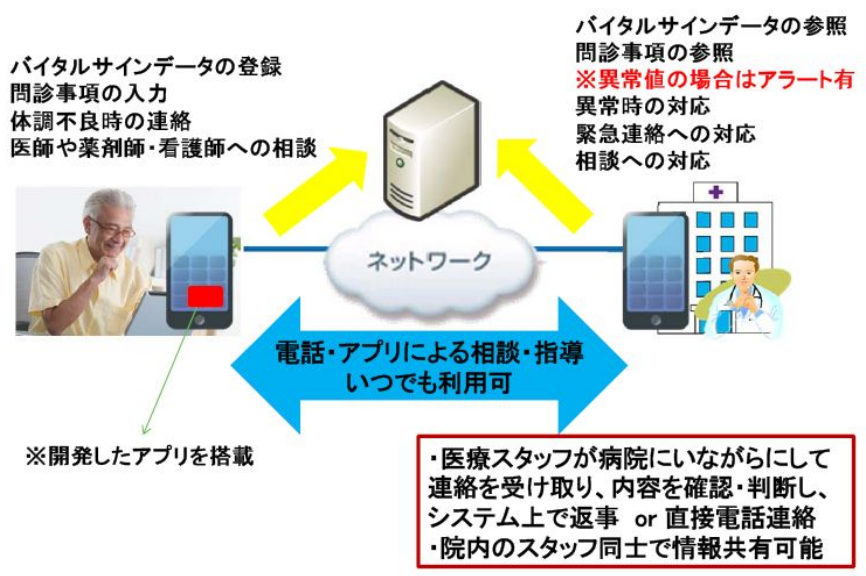 バイタルサインデータの登録
問診事項の入力
体調不良時の連絡
医師や薬剤師・看護師への相談
バイタルサインデータの参照
問診事項の参照
※異常値の場合はアラート有
異常時の対応
緊急連絡への対応
相談への対応
ネットワーク
電話・アプリによる相談・指導
いつでも利用可
※開発したアプリを搭載
・医療スタッフが病院にいながらにして
連絡を受け取り、内容を確認・判断し、
システム上で返事 or 直接電話連絡
・院内のスタッフ同士で情報共有可能